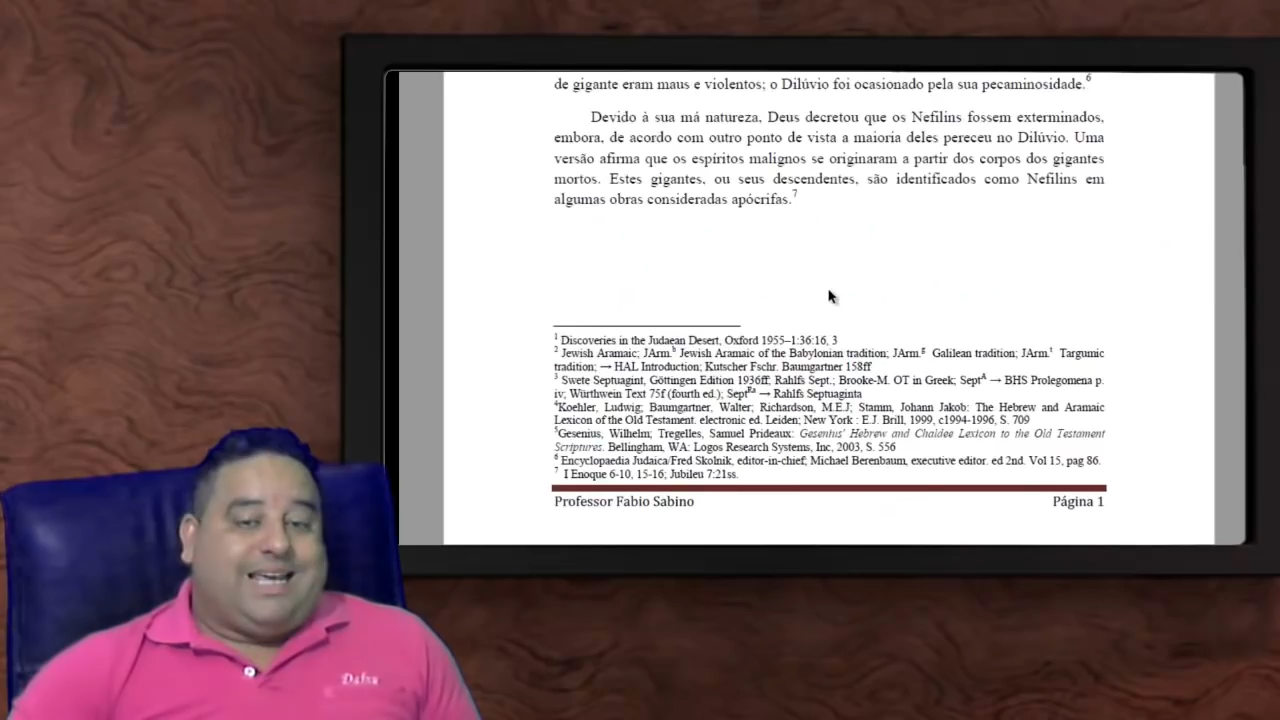 de gigante eram maus e violentos; o Dilúvio foi ocasionado pela sua pecaminosidade.6
Devido à sua má natureza, Deus decretou que os Nefilins fossem exterminados,
embora, de acordo com outro ponto de vista a maioria deles pereceu no Dilúvio. Uma
versão afirma que os espíritos malignos se originaram a partir dos corpos dos gigantes
mortos. Estes gigantes, ou seus descendentes, são identificados como Nefilins em
algumas obras consideradas apócrifas.7
1 Discoveries in the Judaean Desert, Oxford 1955–1:36:16, 3
2 Jewish Aramaic; JArm.b Jewish Aramaic of the Babylonian tradition; JArm.g Galilean tradition; JArm.t Targumic
tradition; → HAL Introduction; Kutscher Fschr. Baumgartner 158ff
3 Swete Septuagint, Göttingen Edition 1936ff; Rahlfs Sept.; Brooke-M. OT in Greek; SeptA → BHS Prolegomena p.
iv; Würthwein Text 75f (fourth ed.); SeptRa → Rahlfs Septuaginta
4Koehler, Ludwig; Baumgartner, Walter; Richardson, M.E.J; Stamm, Johann Jakob: The Hebrew and Aramaic
Lexicon of the Old Testament. electronic ed. Leiden; New York : E.J. Brill, 1999, c1994-1996, S. 709
5Gesenius, Wilhelm; Tregelles, Samuel Prideaux: Gesenius' Hebrew and Chaldee Lexicon to the Old Testament
Scriptures. Bellingham, WA: Logos Research Systems, Inc, 2003, S. 556
6 Encyclopaedia Judaica/Fred Skolnik, editor-in-chief; Michael Berenbaum, executive editor. ed 2nd. Vol 15, pag 86.
7 I Enoque 6-10, 15-16; Jubileu 7:21ss.
Professor Fabio Sabino Página 1